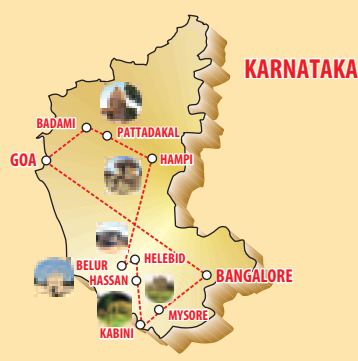 KARNATAKA
BADAMI
PATTADAKAL
GOA
HAMPI
HELEBID
BELUR
HASSAN
BANGALORE
MYSORE
KABINI